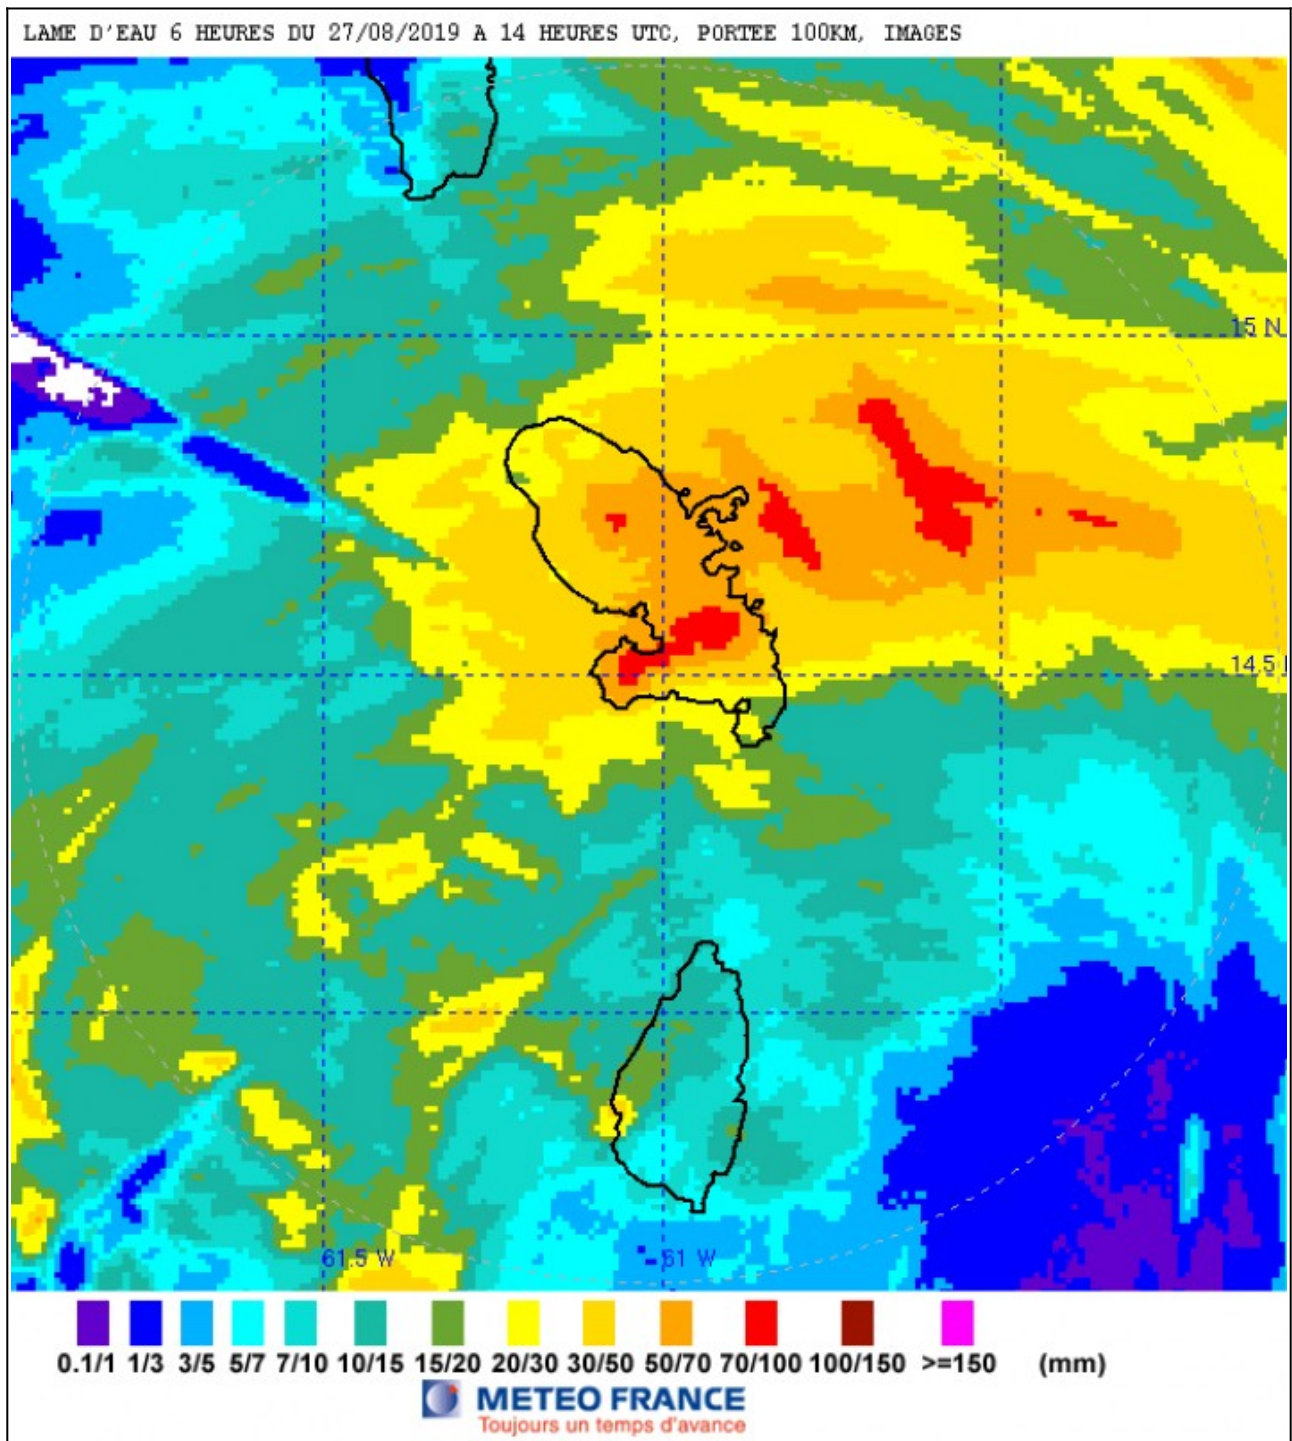 LAME D'EAU 6 HEURES DU 27/08/2019 A 14 HEURES UTC, PORTEE 100KM, IMAGES
15 N
14.5
61.5 W
61 W
0.1/1 1/3 3/5 5/7 7/10 10/15 15/20 20/30 30/50 50/70 70/100 100/150 >=150 (mm)
METEO FRANCE
Toujours un temps d'avance